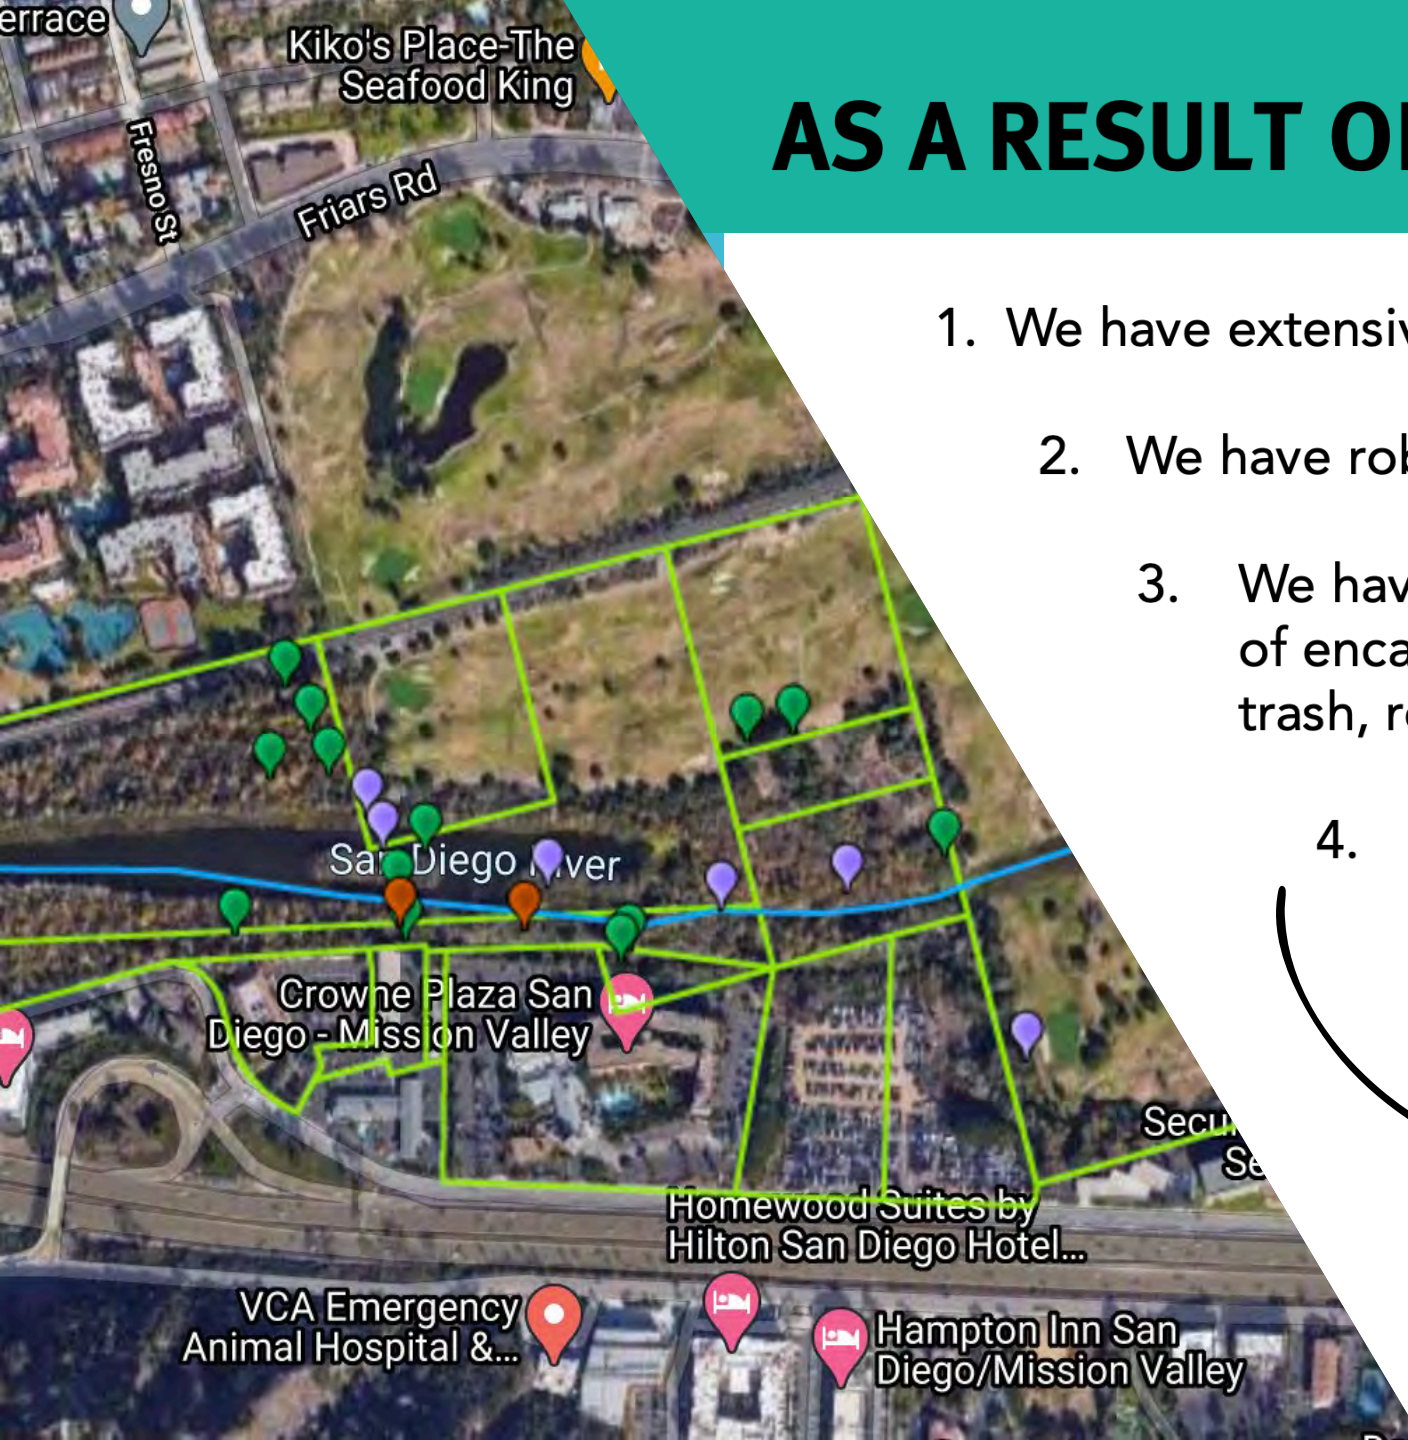 errace
Kiko's Place-The
Seafood King
Fresno St
Friars Rd
San Diego River
Crowne Plaza San
Diego - Mission Valley
Homewood Suites by
Hilton San Diego Hotel...
VCA Emergency
Animal Hospital &...
Hampton Inn San
Diego/Mission Valley
Secu
Se
AS A RESULT O
1. We have extensiv
2. We have rob
3. We hav
of enca
trash, r
4.